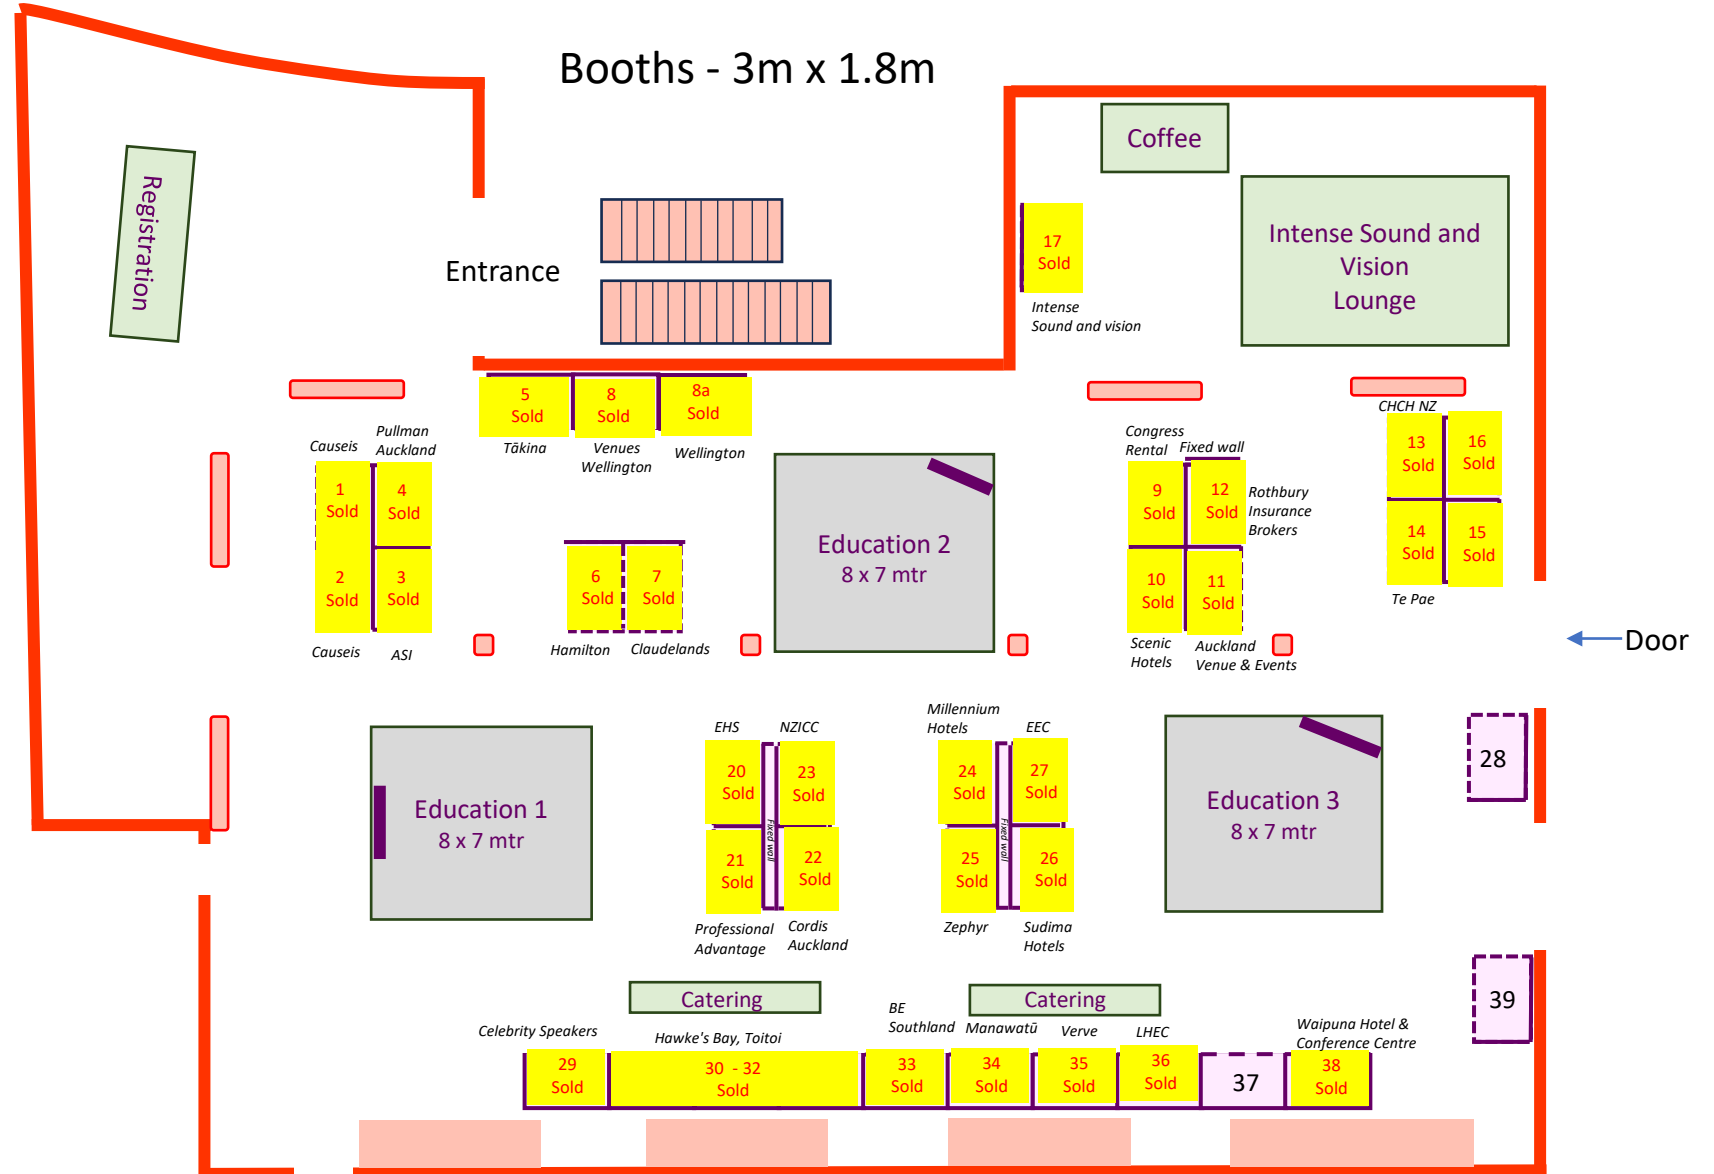 Booths - 3m x 1.8m
Coffee
Registration
Intense Sound and
Vision
Lounge
17
Sold
Entrance
Intense
Sound and vision
5
Sold
8
Sold
8a
Sold
Tākina
Venues
Wellington
Wellington
Causeis
Pullman
Auckland
1
Sold
4
Sold
2
Sold
3
Sold
Causeis
ASI
6
Sold
7
Sold
Hamilton
Claudelands
Education 2
8 x 7 mtr
Congress
Rental
Fixed wall
9
Sold
12
Sold
Rothbury
Insurance
Brokers
10
Sold
11
Sold
Scenic
Hotels
Auckland
Venue & Events
CHCH NZ
13
Sold
16
Sold
14
Sold
15
Sold
Te Pae
Door
Education 1
8 x 7 mtr
EHS
NZICC
20
Sold
23
Sold
Fixed wall
21
Sold
22
Sold
Professional
Advantage
Cordis
Auckland
Millennium
Hotels
EEC
24
Sold
27
Sold
Fixed wall
25
Sold
26
Sold
Zephyr
Sudima
Hotels
Education 3
8 x 7 mtr
28
39
Catering
Catering
Celebrity Speakers
Hawke's Bay, Toitoi
BE
Southland
Manawatū
Verve
LHEC
Waipuna Hotel &
Conference Centre
29
Sold
30 - 32
Sold
33
Sold
34
Sold
35
Sold
36
Sold
37
38
Sold